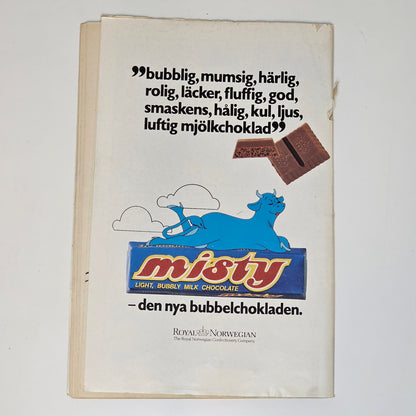 ”bubblig, mumsig, härlig,
rolig, läcker, fluffig, god,
smaskens, hålig, kul, ljus,
luftig mjölkchoklad”
misty
LIGHT, BUBBLY MILK CHOCOLATE
– den nya bubbelchokladen.
ROYAL NORWEGIAN
The Royal Norwegian Confectionery Company